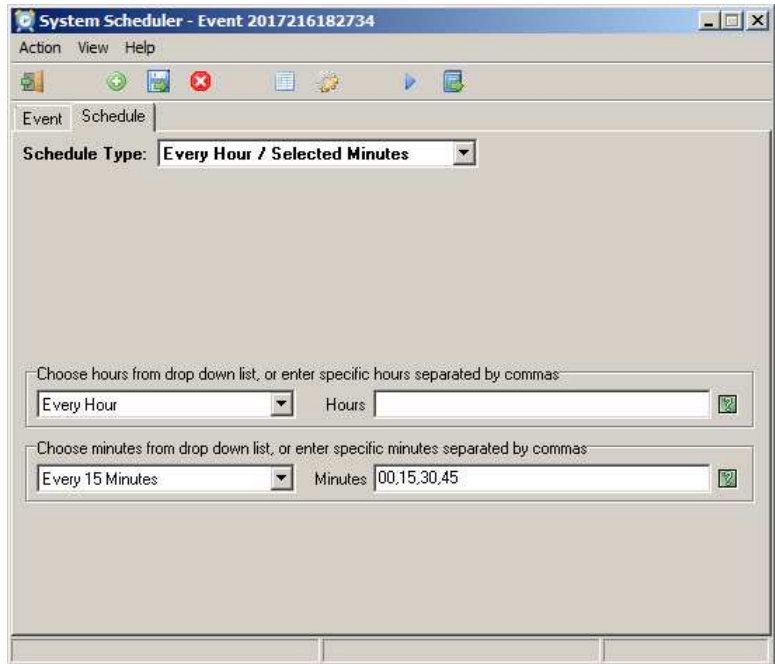 System Scheduler - Event 2017216182734
Action View Help
Event Schedule
Schedule Type: Every Hour / Selected Minutes
Choose hours from drop down list, or enter specific hours separated by commas
Every Hour Hours
Choose minutes from drop down list, or enter specific minutes separated by commas
Every 15 Minutes Minutes 00,15,30,45